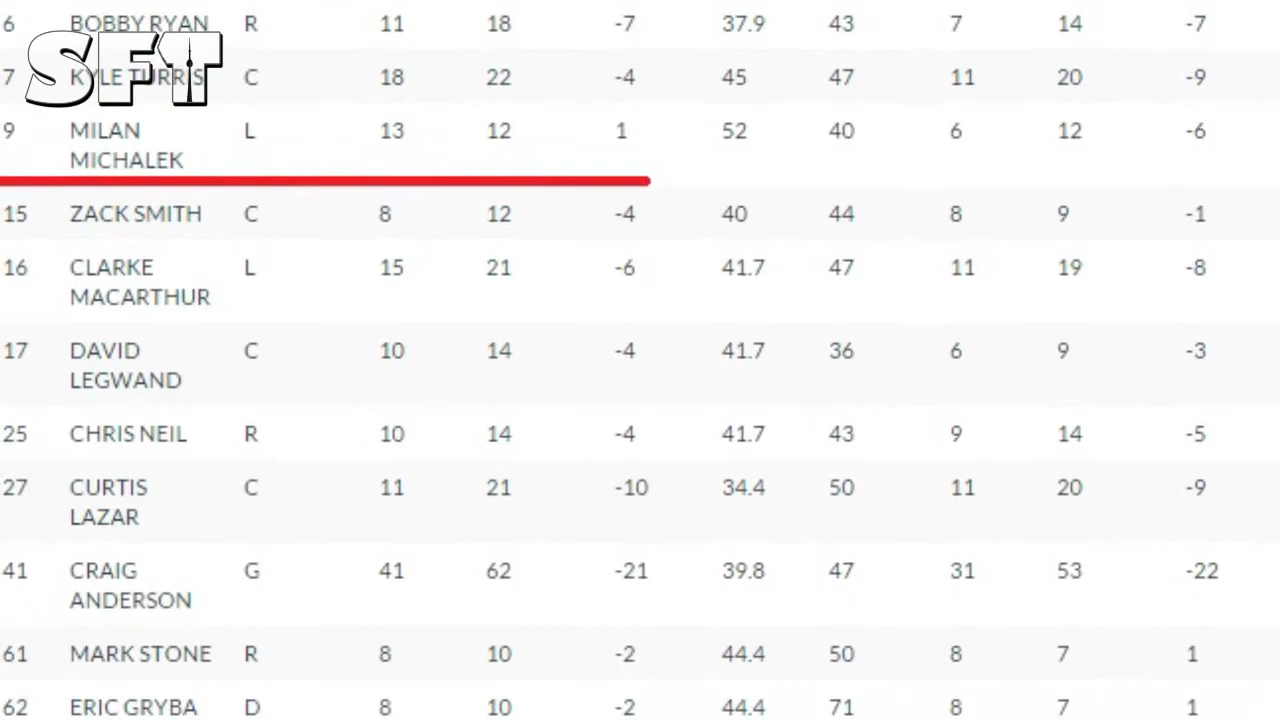 6 BOBBY RYAN R 11 18 -7 37.9 43 7 14 -7
SFT
7 KYLE TURRIS C 18 22 -4 45 47 11 20 -9
9 MILAN L 13 12 1 52 40 6 12 -6
MICHALEK
15 ZACK SMITH C 8 12 -4 40 44 8 9 -1
16 CLARKE L 15 21 -6 41.7 47 11 19 -8
MACARTHUR
17 DAVID C 10 14 -4 41.7 36 6 9 -3
LEGWAND
25 CHRIS NEIL R 10 14 -4 41.7 43 9 14 -5
27 CURTIS C 11 21 -10 34.4 50 11 20 -9
LAZAR
41 CRAIG G 41 62 -21 39.8 47 31 53 -22
ANDERSON
61 MARK STONE R 8 10 -2 44.4 50 8 7 1
62 ERIC GRYBA D 8 10 -2 44.4 71 8 7 1